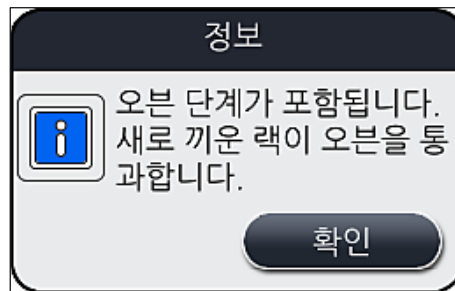 정보
오븐 단계가 포함됩니다.
새로 끼운 랙이 오븐을 통
과합니다.
확인